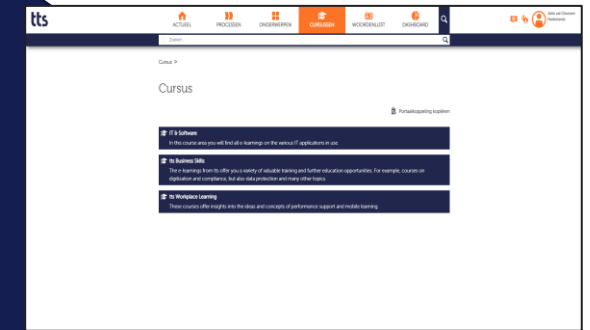 tts
ACTUEEL
PROCESSEN
ONDERWERPEN
CURSUSSEN
WOORDENLIJST
DASHBOARD
Nederlands
Zoeken
Cursus >
Cursus
Portaalkoppeling kopiëren
IT & Software
In this course area you will find all e-learnings on the various IT applications in use.
tts Business Skills
The e-learnings from tts offer you a variety of valuable training and further education opportunities. For example, courses on
digitization and compliance, but also data protection and many other topics.
tts Workplace Learning
These courses offer insights into the ideas and concepts of performance support and mobile learning